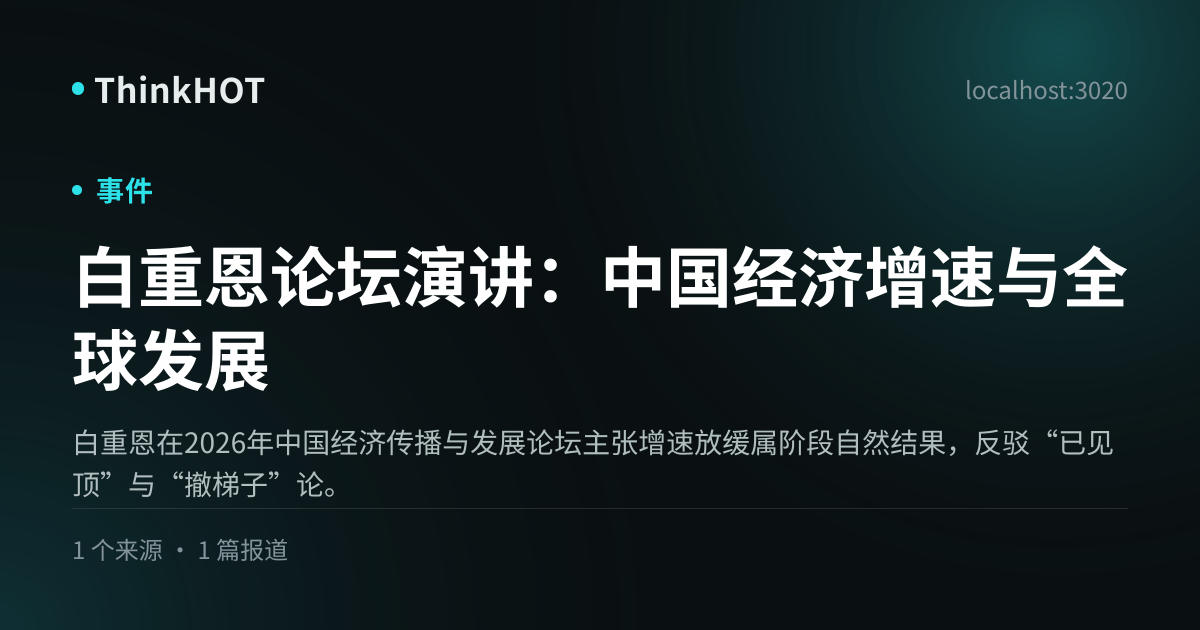 ThinkHOT
localhost:3020
事件
白重恩论坛演讲：中国经济增速与全
球发展
白重恩在2026年中国经济传播与发展论坛主张增速放缓属阶段自然结果，反驳“已见
顶”与“撤梯子”论。
1 个来源 · 1 篇报道